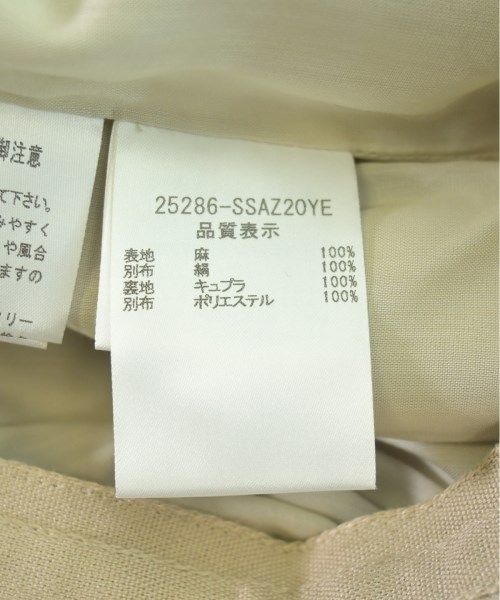 注意
下さい。
みやすく
や風合
ますの
リー
25286-SSAZ20YE
品質表示
表地 麻 100%
別布 絹 100%
裏地 キュプラ 100%
別布 ポリエステル 100%